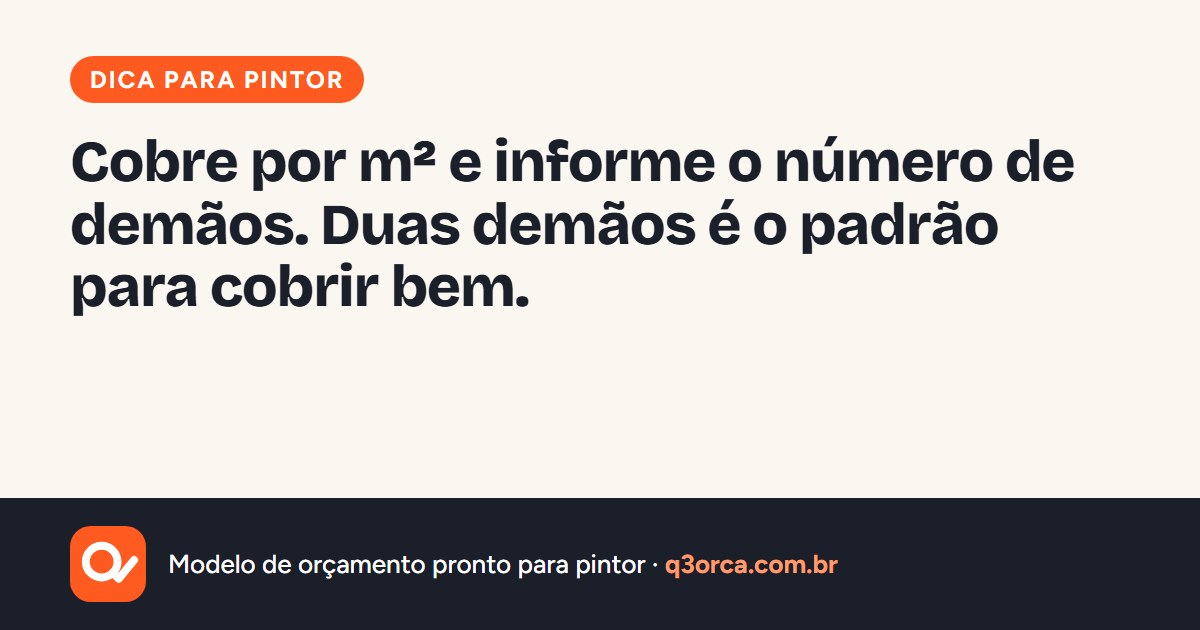 DICA PARA PINTOR
Cobre por m² e informe o número de
demãos. Duas demãos é o padrão
para cobrir bem.
Modelo de orçamento pronto para pintor · q3orca.com.br